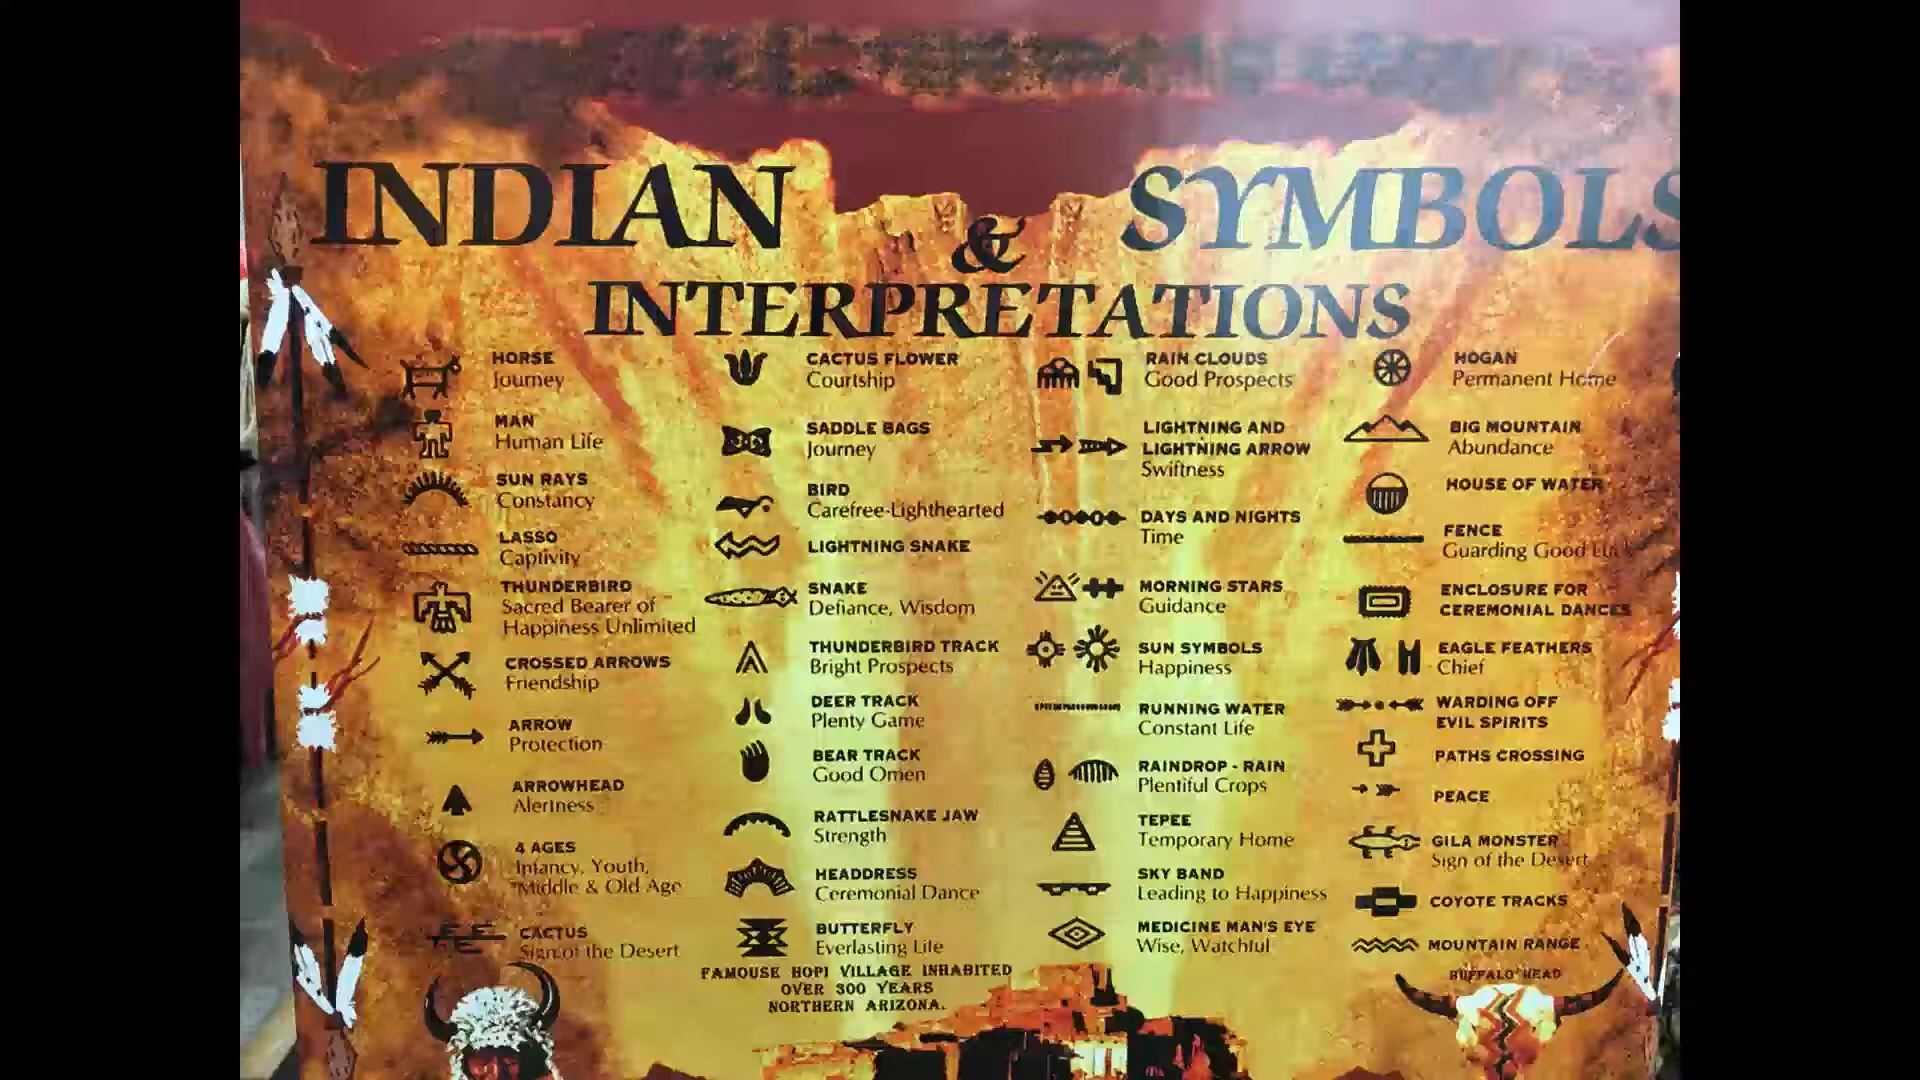 INDIAN & SYMBOLS
INTERPRETATIONS
HORSE
Journey
MAN
Human Life
SUN RAYS
Constancy
LASSO
Captivity
THUNDERBIRD
Sacred Bearer of
Happiness Unlimited
CROSSED ARROWS
Friendship
ARROW
Protection
ARROWHEAD
Alertness
4 AGES
Infancy, Youth,
Middle & Old Age
CACTUS
Sign of the Desert
CACTUS FLOWER
Courtship
SADDLE BAGS
Journey
BIRD
Carefree-Lighthearted
LIGHTNING SNAKE
SNAKE
Defiance, Wisdom
THUNDERBIRD TRACK
Bright Prospects
DEER TRACK
Plenty Game
BEAR TRACK
Good Omen
RATTLESNAKE JAW
Strength
HEADDRESS
Ceremonial Dance
BUTTERFLY
Everlasting Life
RAIN CLOUDS
Good Prospects
LIGHTNING AND
LIGHTNING ARROW
Swiftness
DAYS AND NIGHTS
Time
MORNING STARS
Guidance
SUN SYMBOLS
Happiness
RUNNING WATER
Constant Life
RAINDROP - RAIN
Plentiful Crops
TEPEE
Temporary Home
SKY BAND
Leading to Happiness
MEDICINE MAN'S EYE
Wise, Watchful
HOGAN
Permanent Home
BIG MOUNTAIN
Abundance
HOUSE OF WATER
FENCE
Guarding Good Luck
ENCLOSURE FOR
CEREMONIAL DANCES
EAGLE FEATHERS
Chief
WARDING OFF
EVIL SPIRITS
PATHS CROSSING
PEACE
GILA MONSTER
Sign of the Desert
COYOTE TRACKS
MOUNTAIN RANGE
FAMOUSE HOPI VILLAGE INHABITED
OVER 300 YEARS
NORTHERN ARIZONA.
BUFFALO HEAD